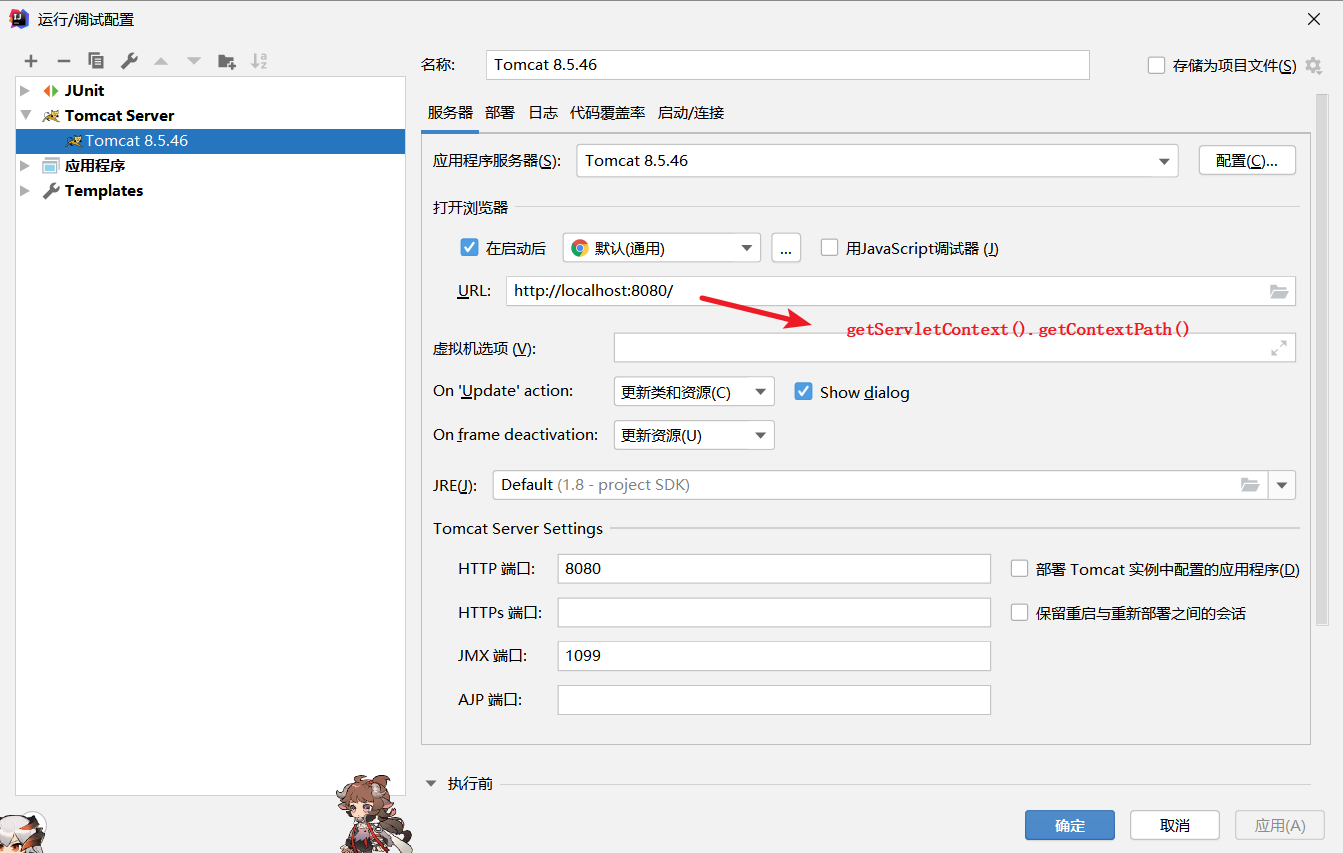 运行/调试配置
名称: Tomcat 8.5.46 存储为项目文件(S)
JUnit
Tomcat Server
Tomcat 8.5.46
应用程序
Templates
服务器 部署 日志 代码覆盖率 启动/连接
应用程序服务器(S): Tomcat 8.5.46 配置(C)...
打开浏览器
在启动后 默认(通用) ... 用JavaScript调试器 (J)
URL: http://localhost:8080/
getServletContext().getContextPath()
虚拟机选项 (V):
On 'Update' action: 更新类和资源(C) Show dialog
On frame deactivation: 更新资源(U)
JRE(J): Default (1.8 - project SDK)
Tomcat Server Settings
HTTP 端口: 8080 部署 Tomcat 实例中配置的应用程序(D)
HTTPs 端口: 保留重启与重新部署之间的会话
JMX 端口: 1099
AJP 端口:
执行前
确定 取消 应用(A)